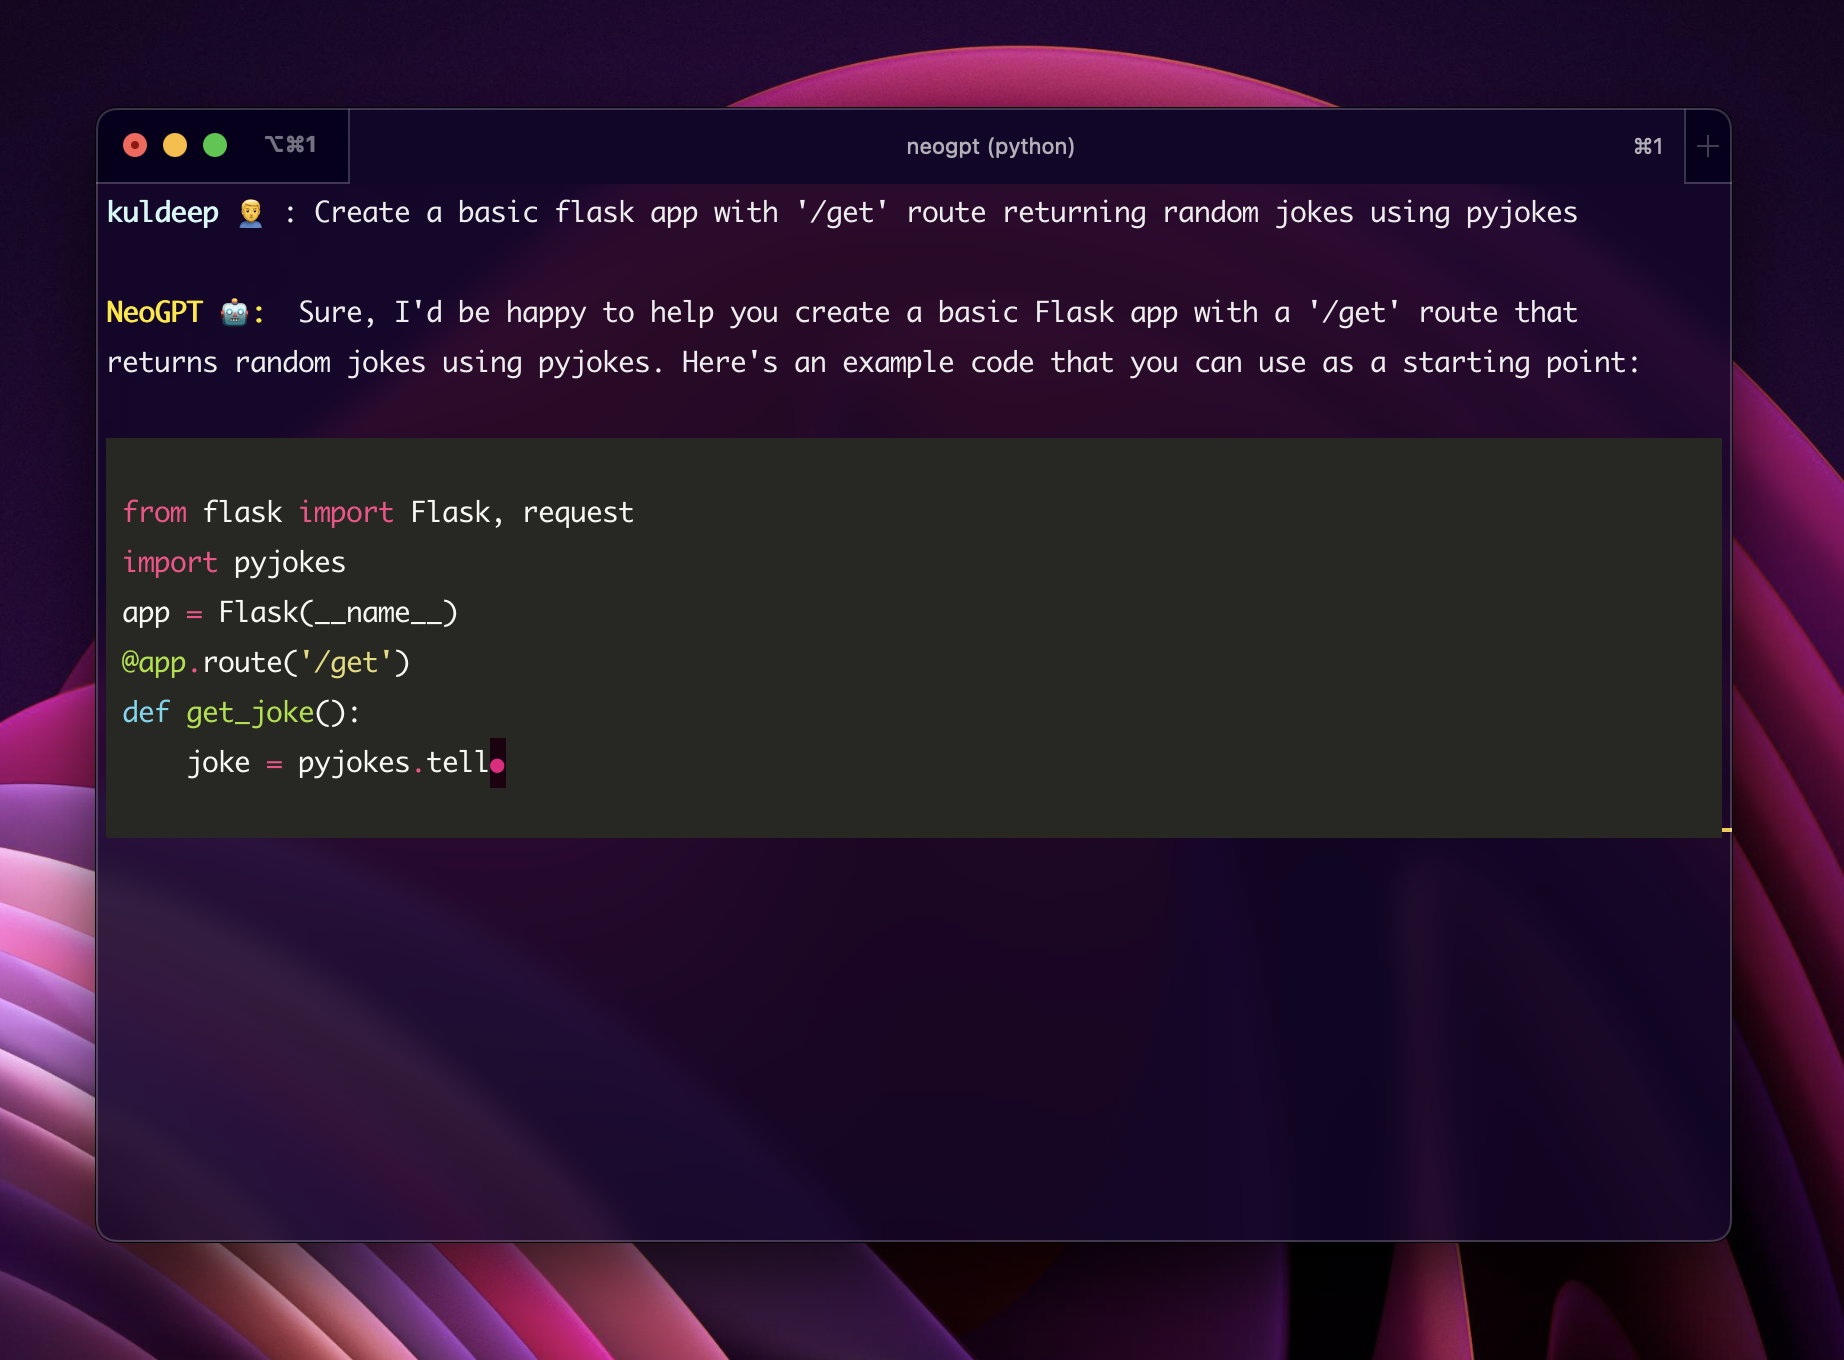 ⌥⌘1
neogpt (python)
⌘1
kuldeep 👨‍💼 : Create a basic flask app with '/get' route returning random jokes using pyjokes
NeoGPT 🤖:  Sure, I'd be happy to help you create a basic Flask app with a '/get' route that
returns random jokes using pyjokes. Here's an example code that you can use as a starting point:
from flask import Flask, request
import pyjokes
app = Flask(__name__)
@app.route('/get')
def get_joke():
    joke = pyjokes.tell●